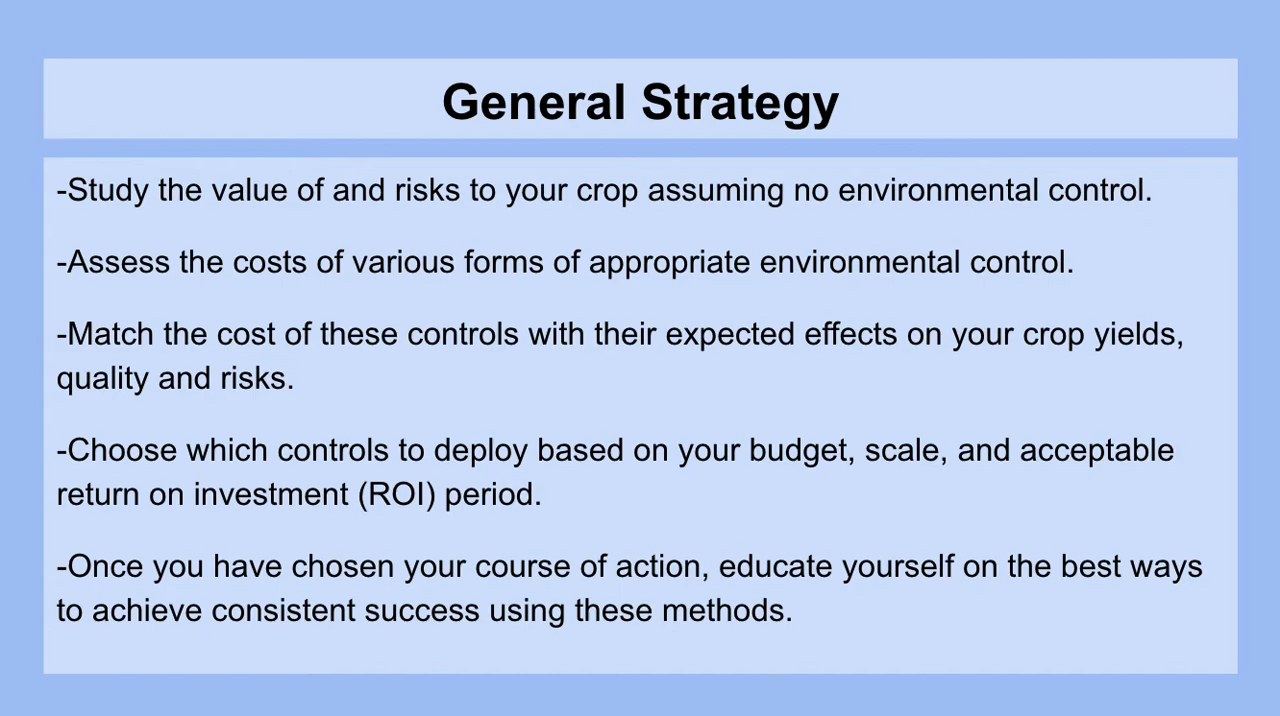 General Strategy
-Study the value of and risks to your crop assuming no environmental control.
-Assess the costs of various forms of appropriate environmental control.
-Match the cost of these controls with their expected effects on your crop yields,
quality and risks.
-Choose which controls to deploy based on your budget, scale, and acceptable
return on investment (ROI) period.
-Once you have chosen your course of action, educate yourself on the best ways
to achieve consistent success using these methods.